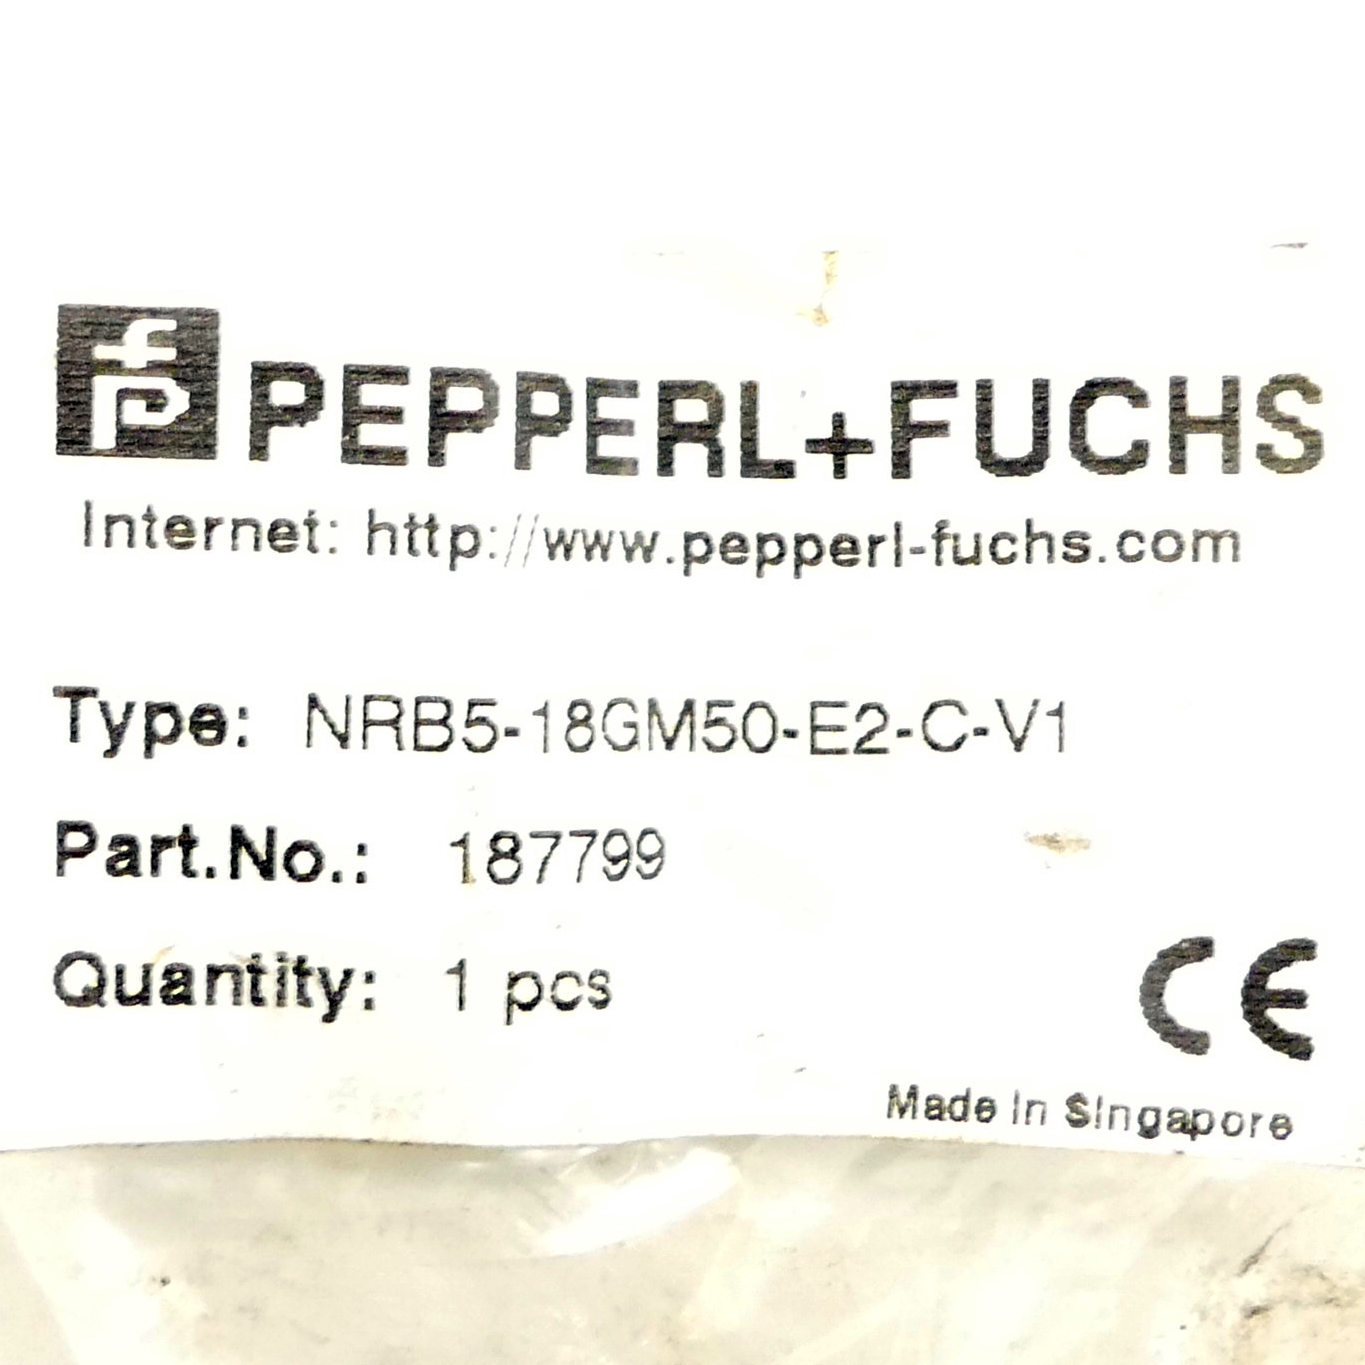 fp PEPPERL+FUCHS
Internet: http://www.pepperl-fuchs.com
Type: NRB5-18GM50-E2-C-V1
Part.No.: 187799
Quantity: 1 pcs
CE
Made in Singapore